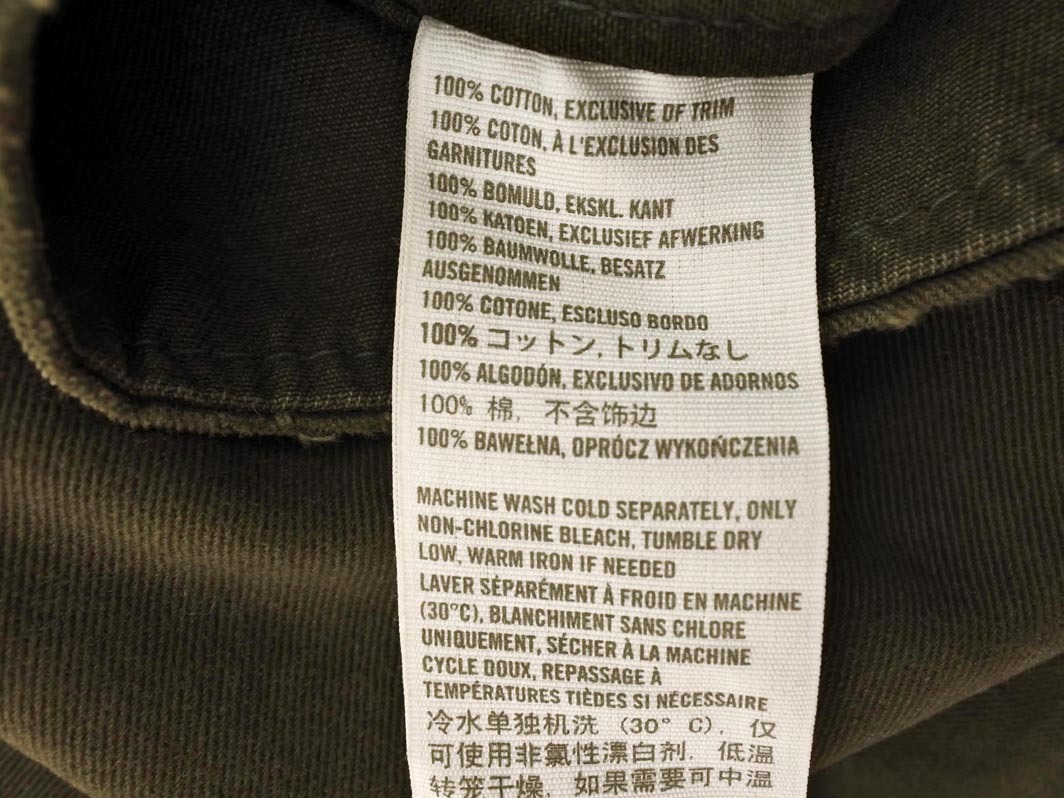 100% COTTON, EXCLUSIVE OF TRIM
100% COTON, À L'EXCLUSION DES
GARNITURES
100% BOMULD, EKSKL. KANT
100% KATOEN, EXCLUSIEF AFWERKING
100% BAUMWOLLE, BESATZ
AUSGENOMMEN
100% COTONE, ESCLUSO BORDO
100% コットン, トリムなし
100% ALGODÓN, EXCLUSIVO DE ADORNOS
100% 棉, 不含饰边
100% BAWEŁNA, OPRÓCZ WYKOŃCZENIA
MACHINE WASH COLD SEPARATELY, ONLY
NON-CHLORINE BLEACH, TUMBLE DRY
LOW, WARM IRON IF NEEDED
LAVER SÉPARÉMENT À FROID EN MACHINE
(30°C), BLANCHIMENT SANS CHLORE
UNIQUEMENT, SÉCHER À LA MACHINE
CYCLE DOUX, REPASSAGE À
TEMPÉRATURES TIÈDES SI NÉCESSAIRE
冷水单独机洗 (30° C), 仅
可使用非氯性漂白剂, 低温
转笼干燥, 如果需要可中温